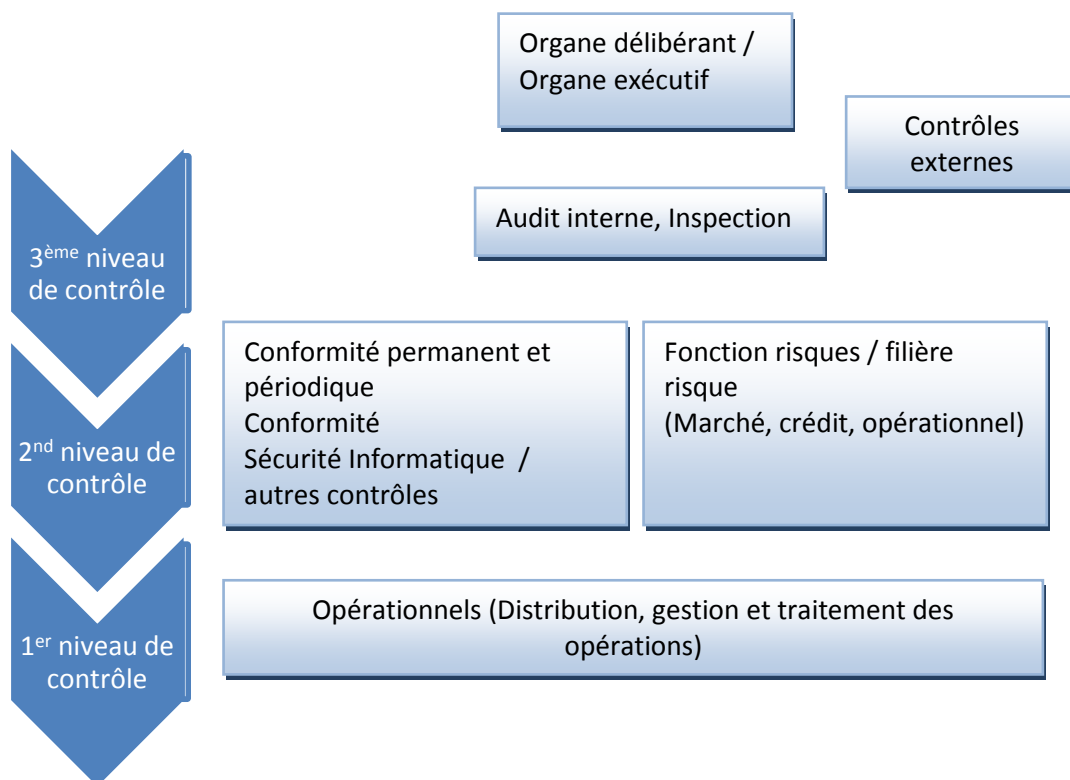 Organe délibérant /
Organe exécutif
Contrôles
externes
Audit interne, Inspection
3ème niveau
de contrôle
Conformité permanent et
périodique
Conformité
Sécurité Informatique /
autres contrôles
Fonction risques / filière
risque
(Marché, crédit, opérationnel)
2nd niveau de
contrôle
Opérationnels (Distribution, gestion et traitement des
opérations)
1er niveau de
contrôle